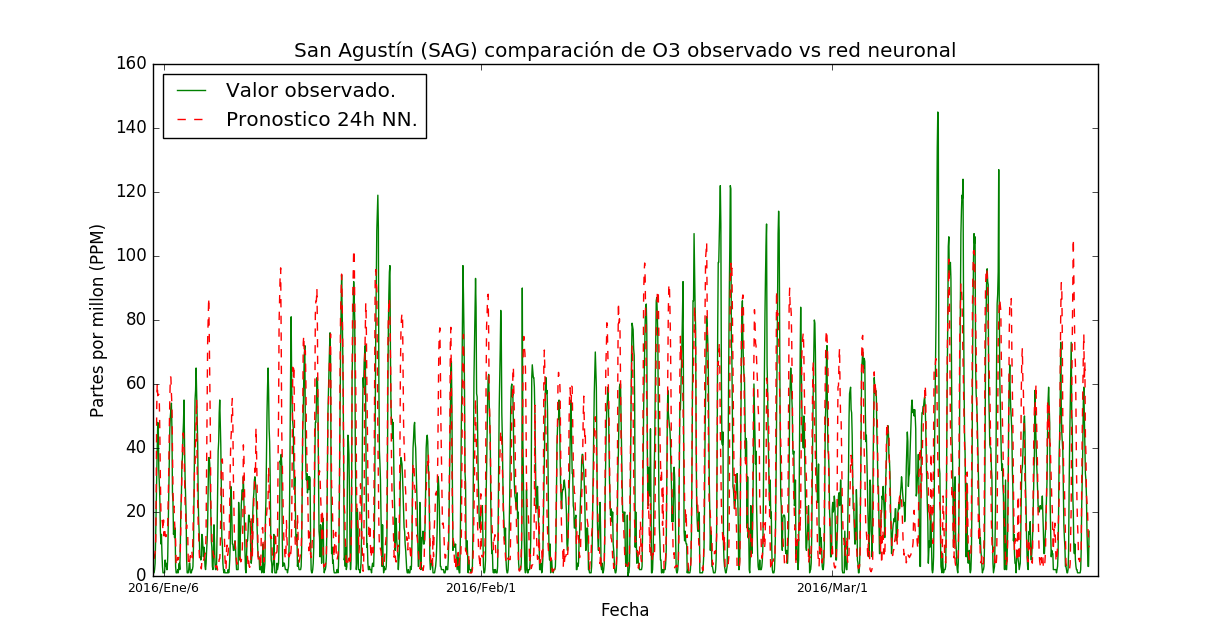 San Agustín (SAG) comparación de O3 observado vs red neuronal
Valor observado.
Pronostico 24h NN.
Partes por millon (PPM)
160
140
120
100
80
60
40
20
0
2016/Ene/6
2016/Feb/1
2016/Mar/1
Fecha